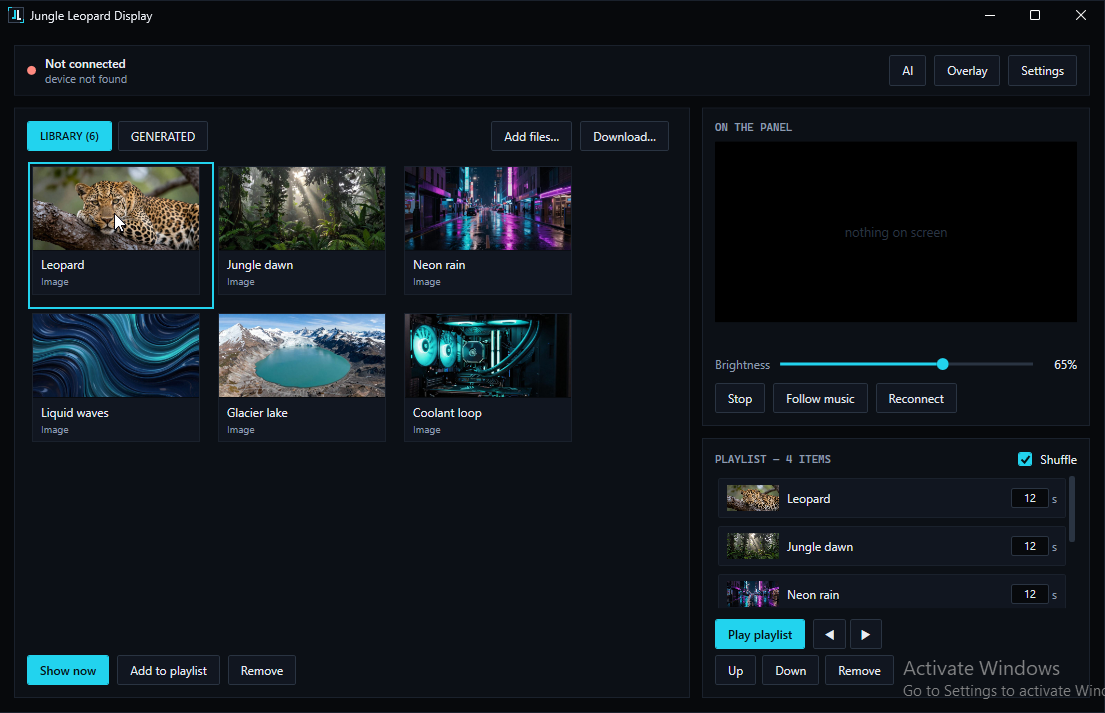 JL Jungle Leopard Display
Not connected
device not found
AI
Overlay
Settings
LIBRARY (6)
GENERATED
Add files...
Download...
Leopard
Image
Jungle dawn
Image
Neon rain
Image
Liquid waves
Image
Glacier lake
Image
Coolant loop
Image
Show now
Add to playlist
Remove
ON THE PANEL
nothing on screen
Brightness
65%
Stop
Follow music
Reconnect
PLAYLIST — 4 ITEMS
Shuffle
Leopard
12 s
Jungle dawn
12 s
Neon rain
12 s
Play playlist
Up
Down
Remove
Activate Windows
Go to Settings to activate Win